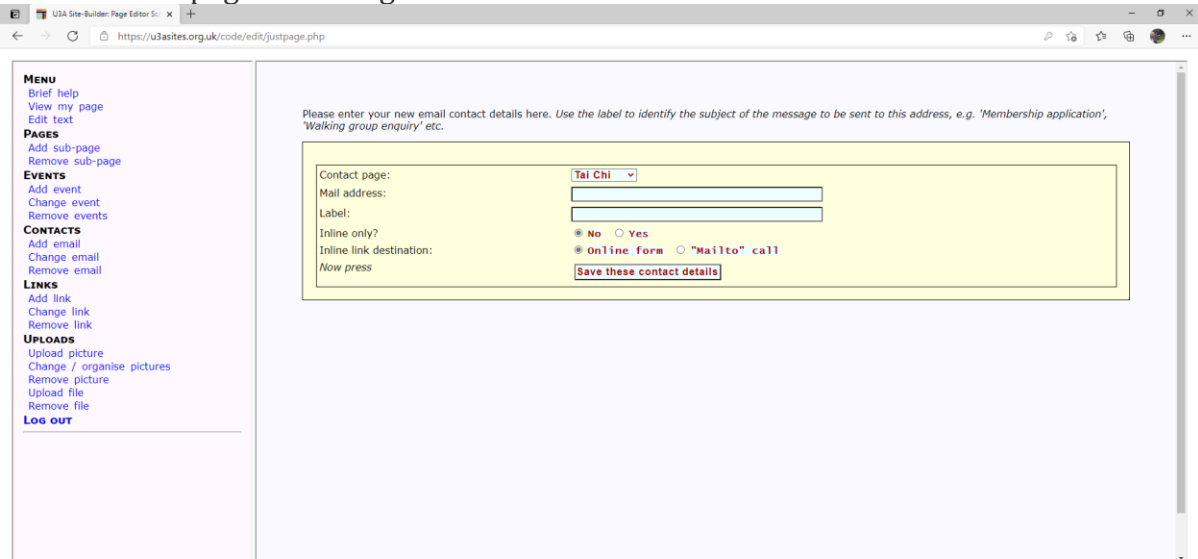 U3A Site-Builder: Page Editor Scr
https://u3asites.org.uk/code/edit/justpage.php
MENU
Brief help
View my page
Edit text
PAGES
Add sub-page
Remove sub-page
EVENTS
Add event
Change event
Remove events
CONTACTS
Add email
Change email
Remove email
LINKS
Add link
Change link
Remove link
UPLOADS
Upload picture
Change / organise pictures
Remove picture
Upload file
Remove file
LOG OUT
Please enter your new email contact details here. Use the label to identify the subject of the message to be sent to this address, e.g. 'Membership application',
'Walking group enquiry' etc.
Contact page: Tai Chi
Mail address:
Label:
Inline only? No Yes
Inline link destination: Online form "Mailto" call
Now press Save these contact details